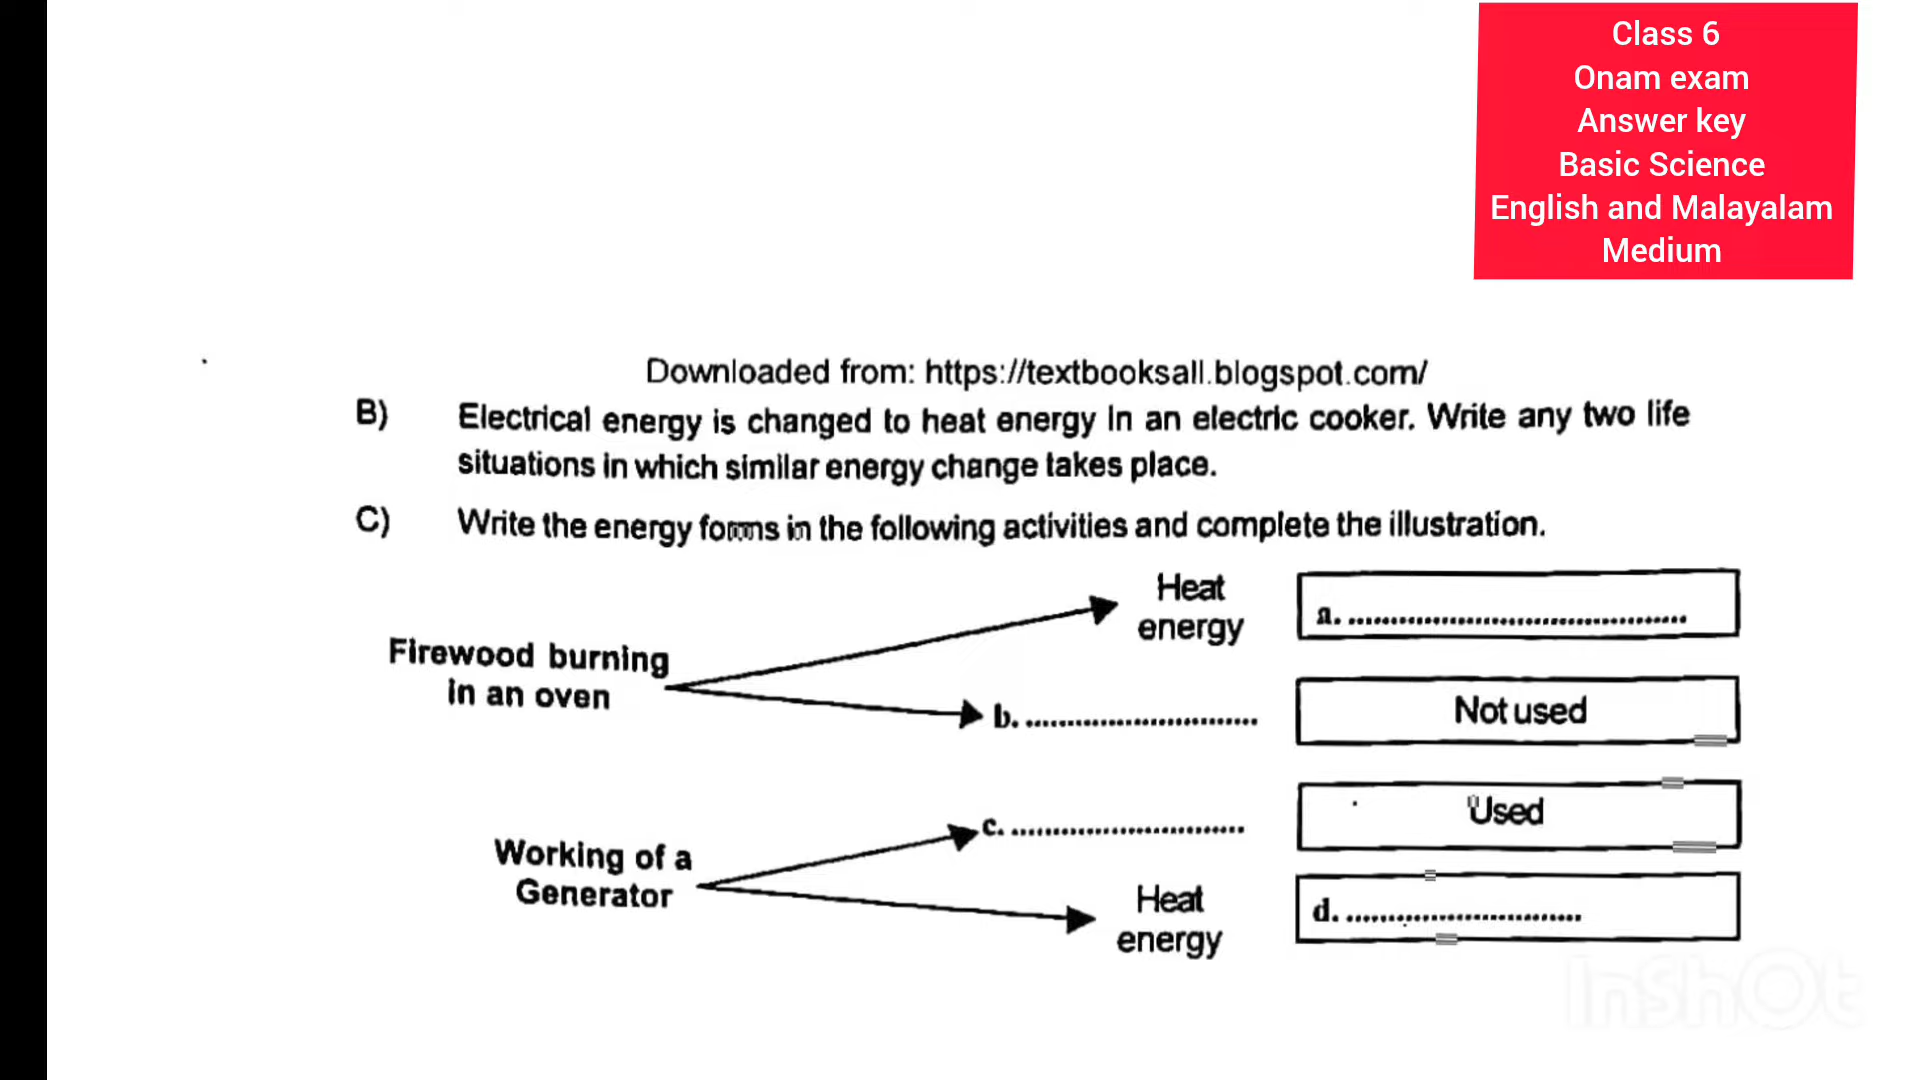 Class 6
Onam exam
Answer key
Basic Science
English and Malayalam
Medium
Downloaded from: https://textbooksall.blogspot.com/
B) Electrical energy is changed to heat energy in an electric cooker. Write any two life
situations in which similar energy change takes place.
C) Write the energy forms in the following activities and complete the illustration.
Heat
energy
a. ........................................
Firewood burning
in an oven
b. ............................
Not used
c. ............................
Used
Working of a
Generator
Heat
energy
d. ............................
InShOt